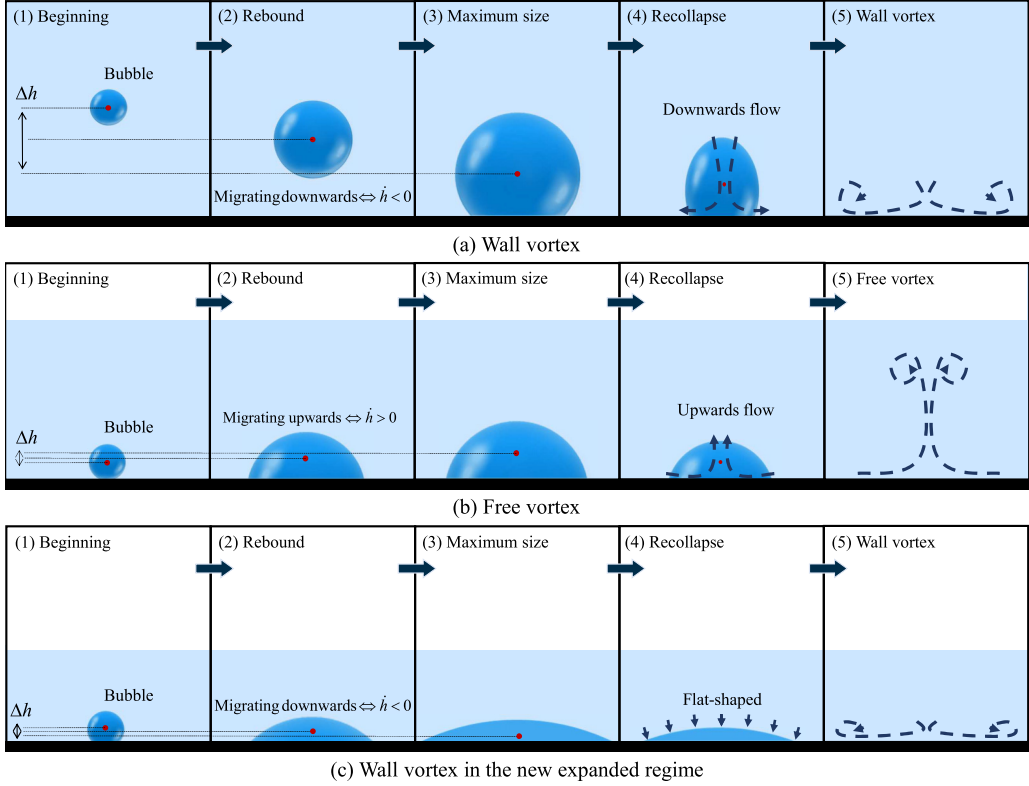 (1) Beginning
(2) Rebound
(3) Maximum size
(4) Recollapse
(5) Wall vortex
Bubble
Δh
Downwards flow
Migrating downwards ⇔ ḣ < 0
(a) Wall vortex
(1) Beginning
(2) Rebound
(3) Maximum size
(4) Recollapse
(5) Free vortex
Bubble
Δh
Migrating upwards ⇔ ḣ > 0
Upwards flow
(b) Free vortex
(1) Beginning
(2) Rebound
(3) Maximum size
(4) Recollapse
(5) Wall vortex
Bubble
Δh
Migrating downwards ⇔ ḣ < 0
Flat-shaped
(c) Wall vortex in the new expanded regime